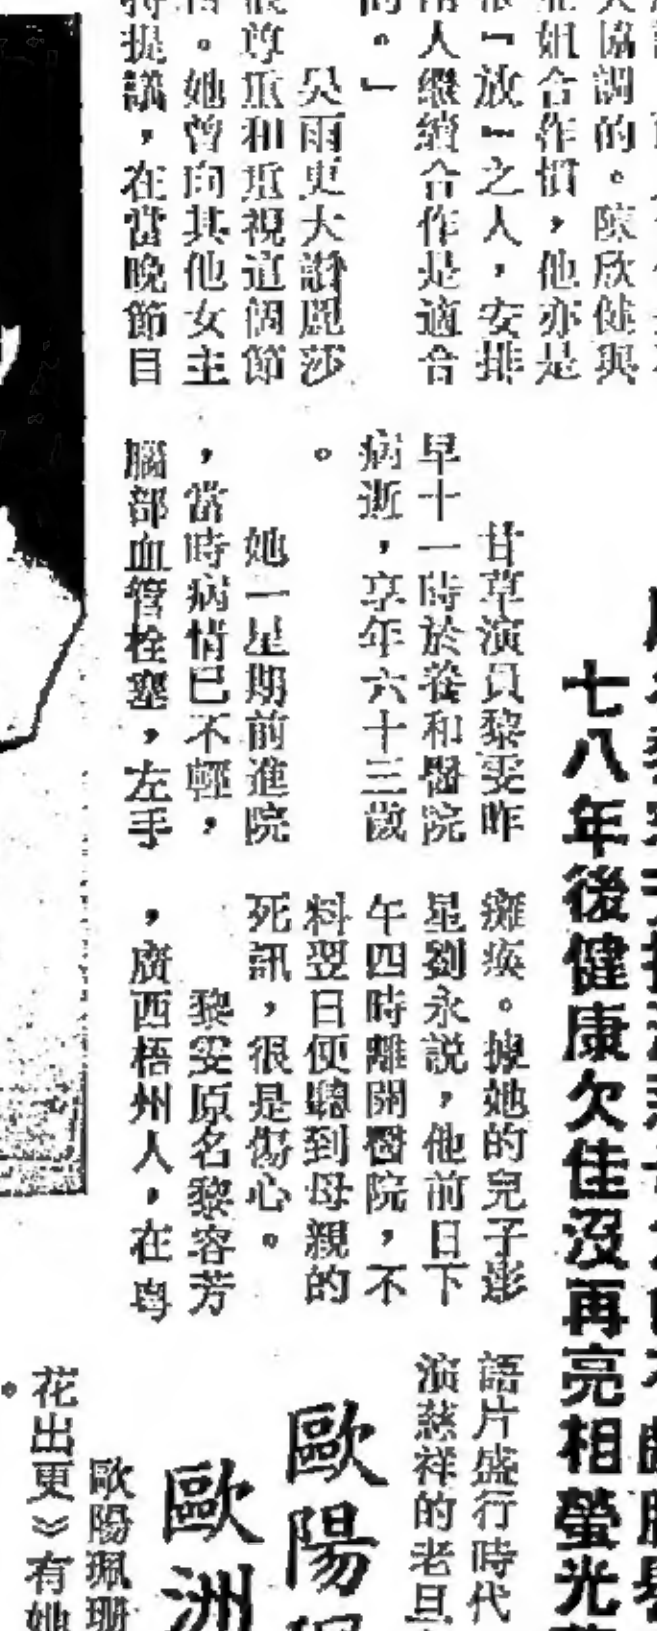 協調的。陳欣健與
姐合作慣,他亦是
「放」之人,安排
人繼續合作是適合
。」
吳雨更大讚麗莎
尊重和重視這個節
。她曾向其他女主
提議,在當晚節目
七八年後健康欠佳沒再亮相螢光
甘草演員黎雯昨
早十一時於養和醫院
病逝,享年六十三歲
。
她一星期前進院
,當時病情已不輕,
腦部血管栓塞,左手
癱瘓。據她的兒子影
星劉永說,他前日下
午四時離開醫院,不
料翌日便聽到母親的
死訊,很是傷心。
黎雯原名黎容芳
,廣西梧州人,在粵
語片盛行時代
演慈祥的老旦
歐陽
歐洲
歐陽珮珊
花出更》有她
。